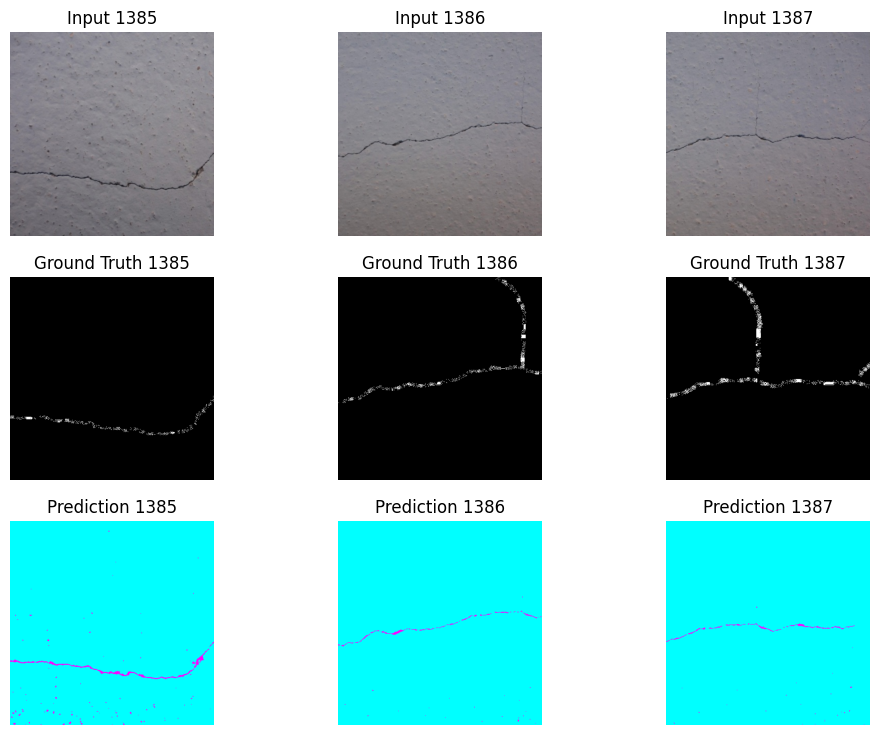 Input 1385
Input 1386
Input 1387
Ground Truth 1385
Ground Truth 1386
Ground Truth 1387
Prediction 1385
Prediction 1386
Prediction 1387